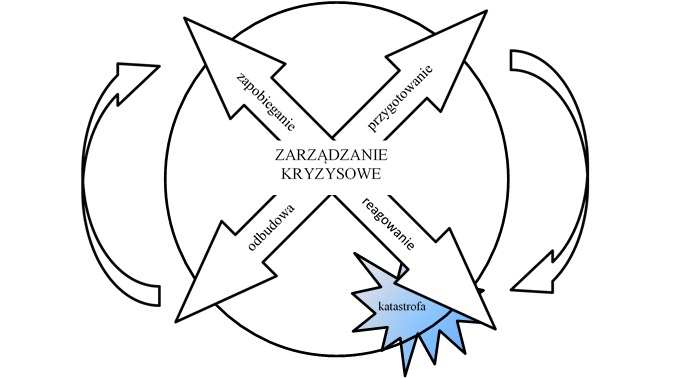 zapobieganie
przygotowanie
ZARZĄDZANIE
KRYZYSOWE
odbudowa
reagowanie
katastrofa